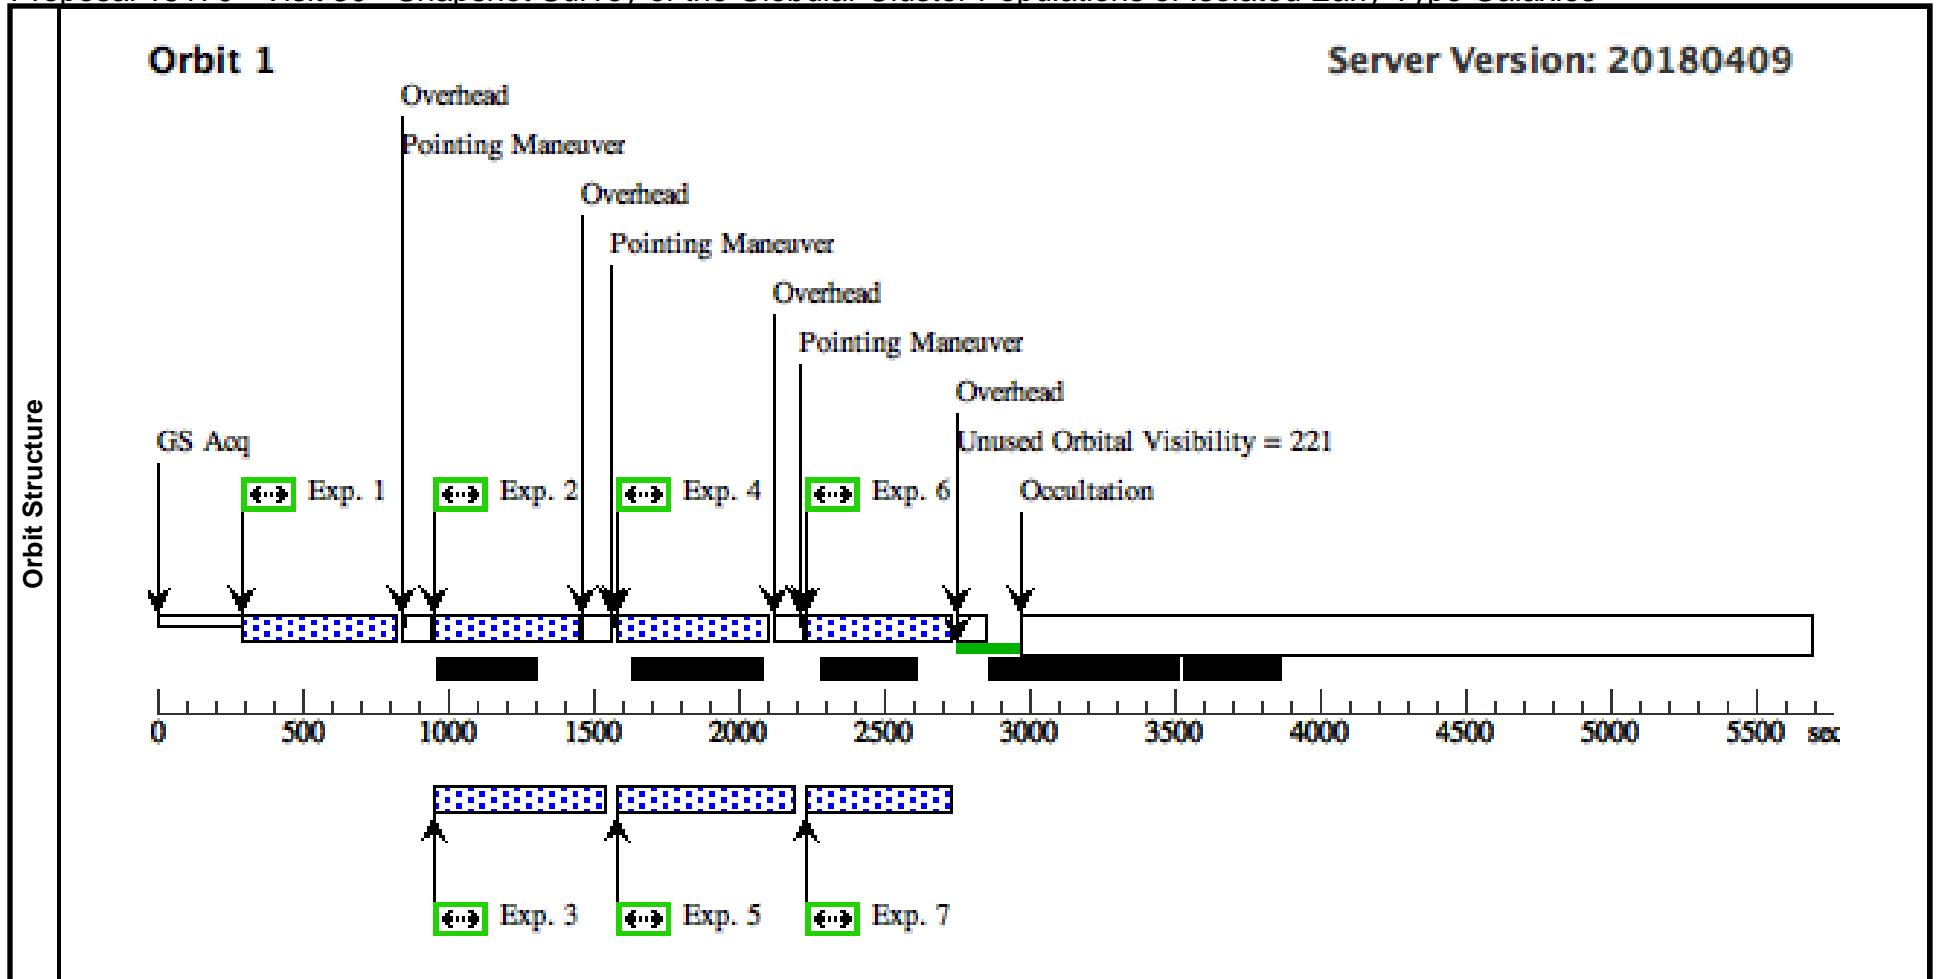 Orbit 1
Server Version: 20180409
Overhead
Pointing Maneuver
Overhead
Pointing Maneuver
Overhead
Pointing Maneuver
Overhead
GS Acq
Unused Orbital Visibility = 221
Exp. 1
Exp. 2
Exp. 4
Exp. 6
Occultation
Orbit Structure
0 500 1000 1500 2000 2500 3000 3500 4000 4500 5000 5500 sec
Exp. 3
Exp. 5
Exp. 7